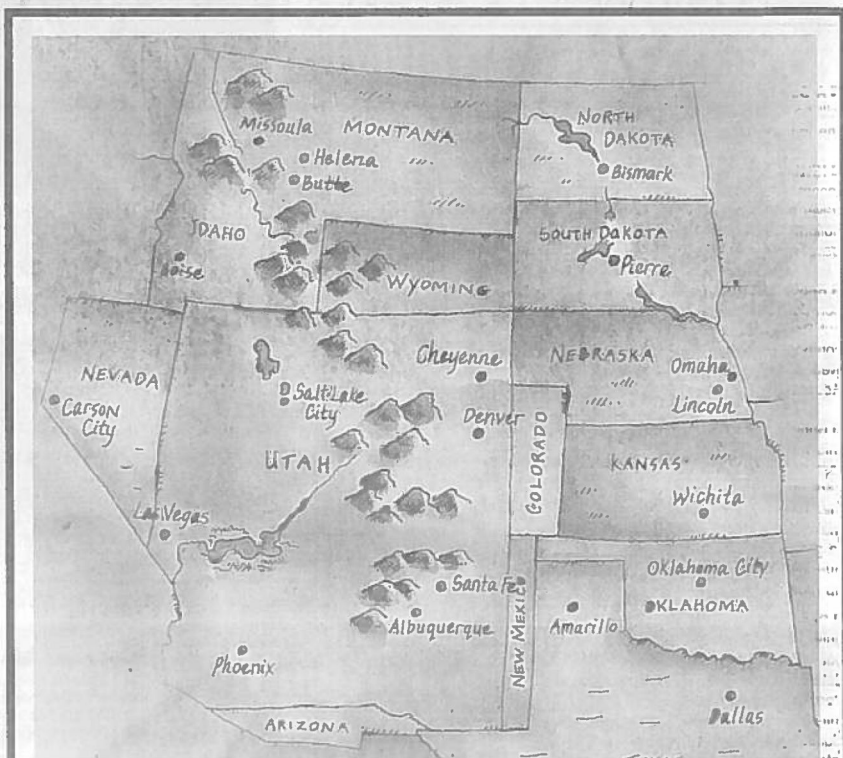 NORTH
DAKOTA
Missoula
MONTANA
Helena
Butte
Bismark
IDAHO
SOUTH DAKOTA
Boise
Pierre
WYOMING
NEBRASKA
Cheyenne
Omaha
NEVADA
Salt Lake
City
Lincoln
Carson
City
Denver
COLORADO
UTAH
KANSAS
Wichita
Las Vegas
Oklahoma City
Santa Fe
NEW MEXICO
OKLAHOMA
Albuquerque
Amarillo
Phoenix
Dallas
ARIZONA